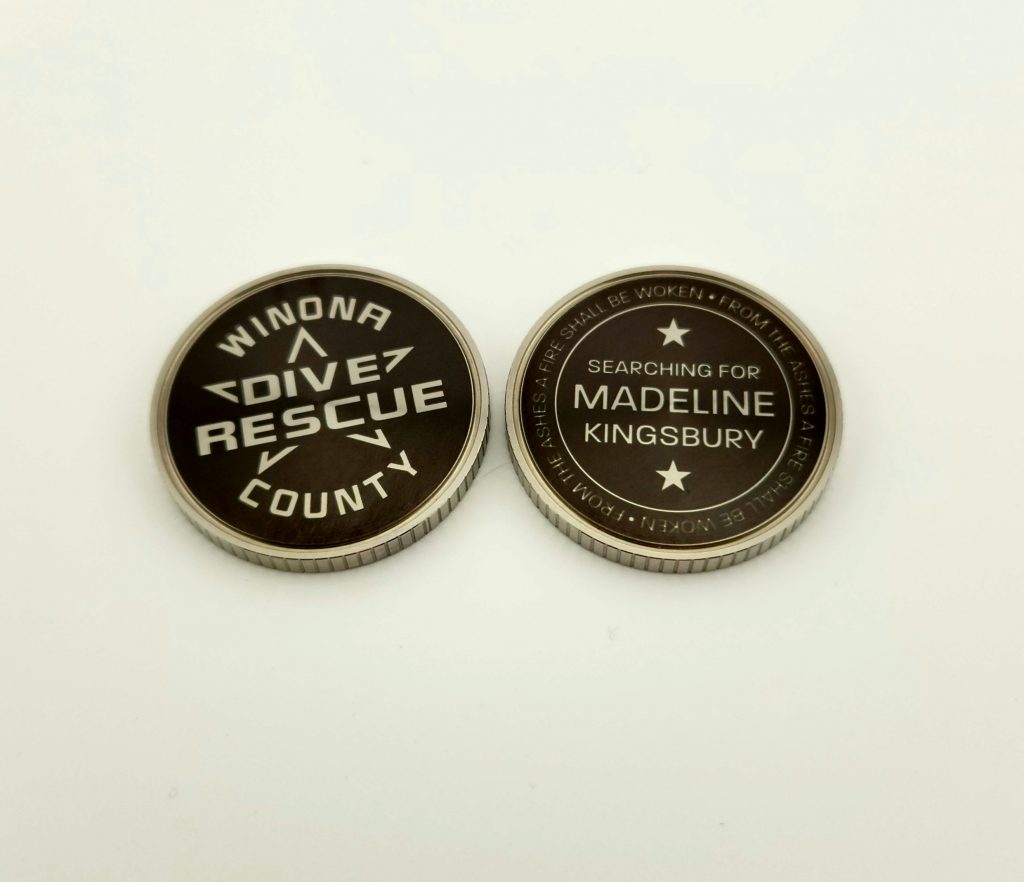 WINONA
DIVE
RESCUE
COUNTY
FROM THE ASHES A FIRE SHALL BE WOKEN • FROM THE ASHES A FIRE SHALL BE WOKEN •
SEARCHING FOR
MADELINE
KINGSBURY